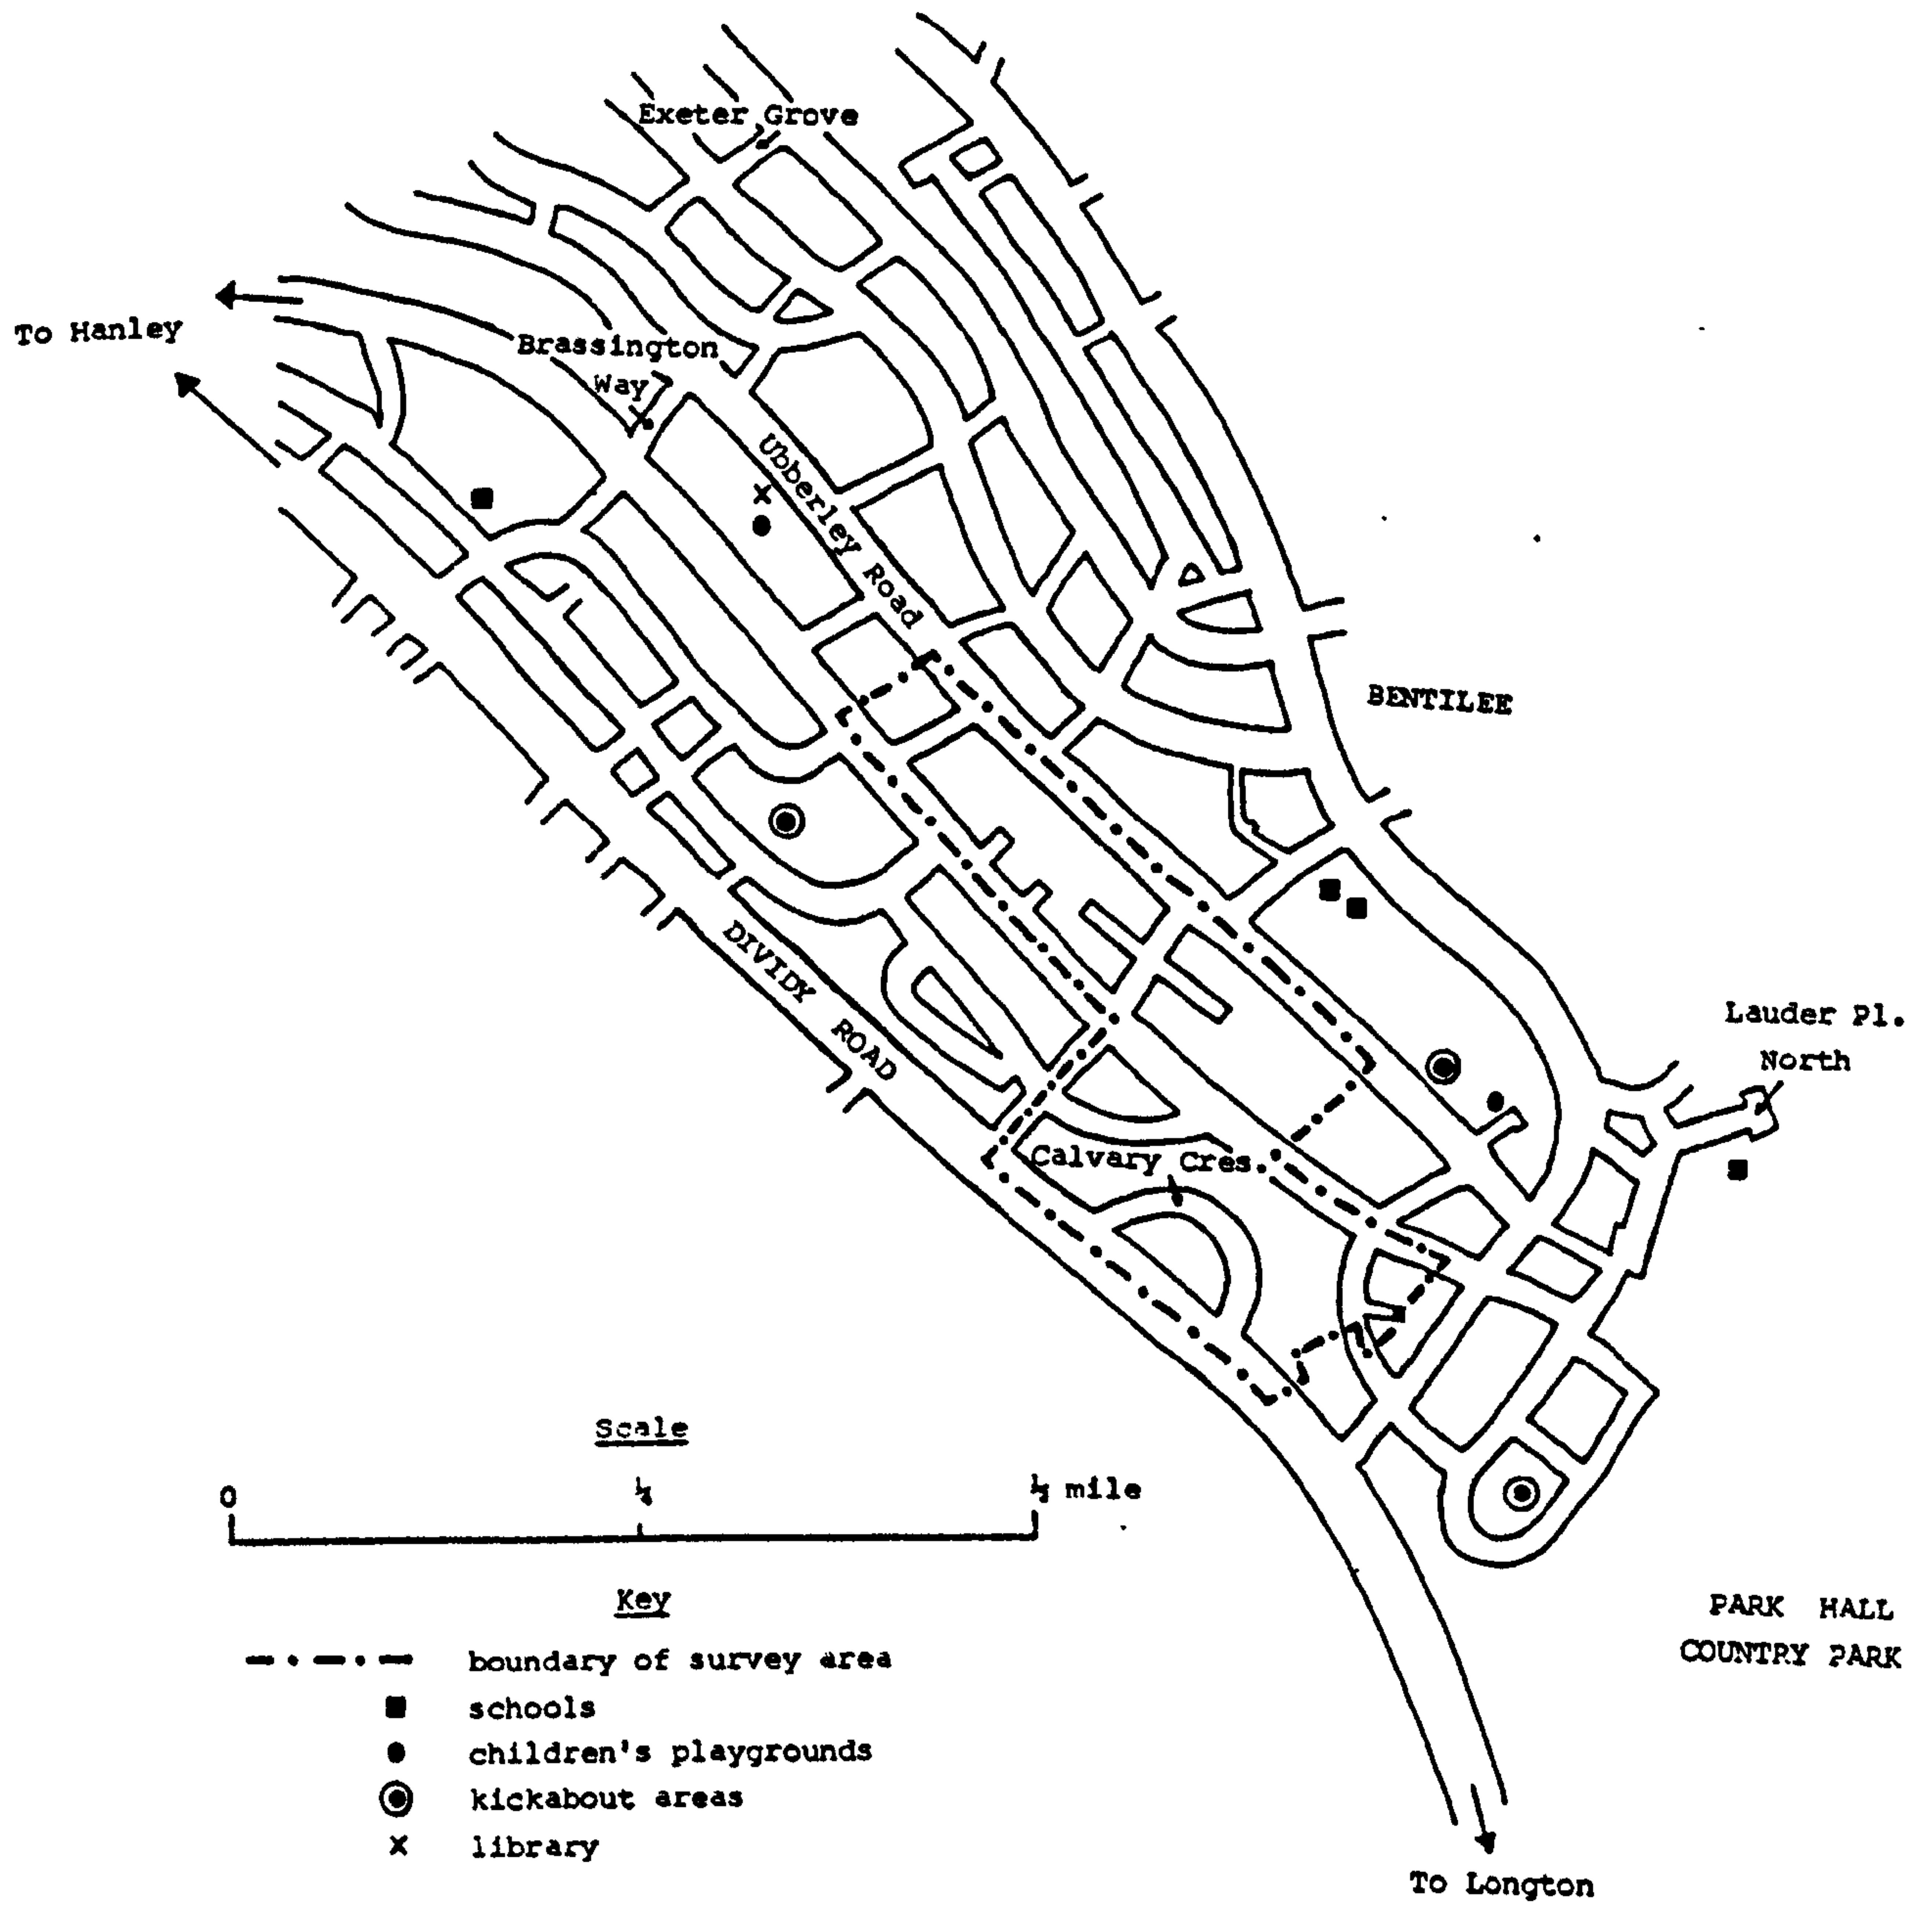 Exeter Grove
To Hanley
Brassington
Way
Ubberley Road
BENTILEE
DIVIDY ROAD
Lauder Pl.
North
Calvary Cres.
Scale
0 ¼ ½ mile
Key
boundary of survey area
schools
children's playgrounds
kickabout areas
x library
PARK HALL
COUNTRY PARK
To Longton